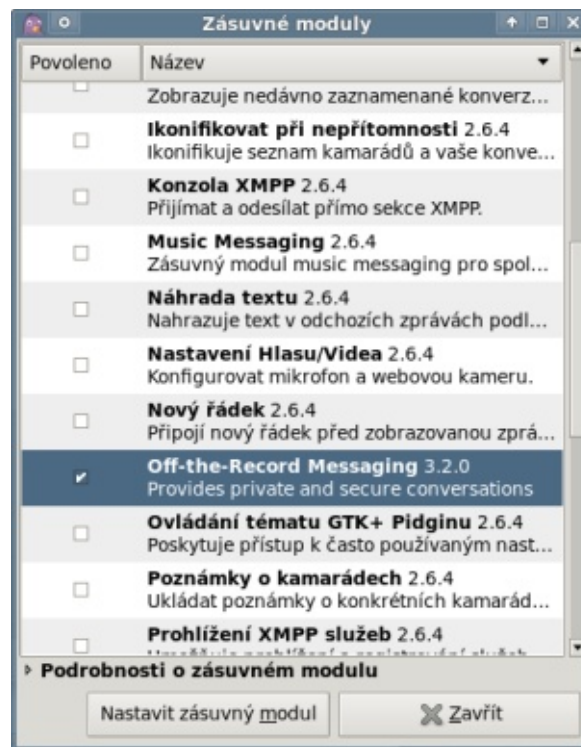 Zásuvné moduly
Povoleno Název
Zobrazuje nedávno zaznamenané konverz...
Ikonifikovat při nepřítomnosti 2.6.4
Ikonifikuje seznam kamarádů a vaše konve...
Konzola XMPP 2.6.4
Přijímat a odesílat přímo sekce XMPP.
Music Messaging 2.6.4
Zásuvný modul music messaging pro spol...
Náhrada textu 2.6.4
Nahrazuje text v odchozích zprávách podl...
Nastavení Hlasu/Videa 2.6.4
Konfigurovat mikrofon a webovou kameru.
Nový řádek 2.6.4
Připojí nový řádek před zobrazovanou zprá...
Off-the-Record Messaging 3.2.0
Provides private and secure conversations
Ovládání tématu GTK+ Pidginu 2.6.4
Poskytuje přístup k často používaným nast...
Poznámky o kamarádech 2.6.4
Ukládat poznámky o konkrétních kamarád...
Prohlížení XMPP služeb 2.6.4
Podrobnosti o zásuvném modulu
Nastavit zásuvný modul Zavřít